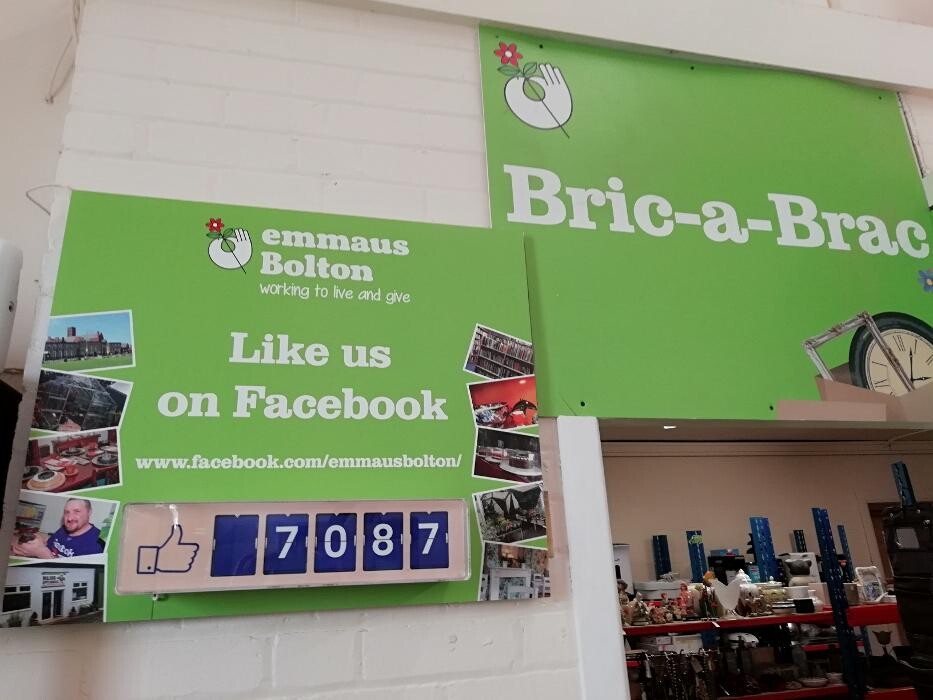 emmaus
Bolton
working to live and give
Like us
on Facebook
www.facebook.com/emmausbolton/
7087
Bric-a-Brac